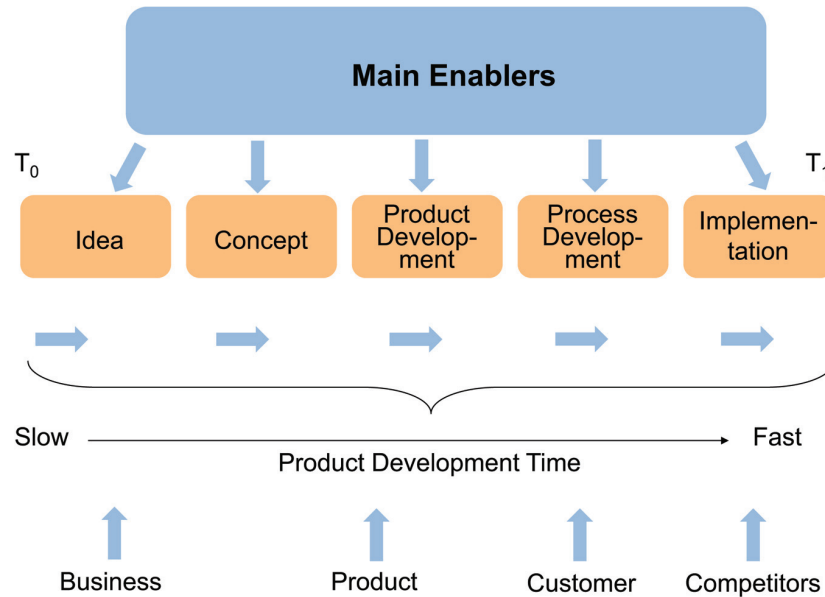 Main Enablers
T0
T1
Idea
Concept
Product
Develop-
ment
Process
Develop-
ment
Implemen-
tation
Slow
Fast
Product Development Time
Business
Product
Customer
Competitors